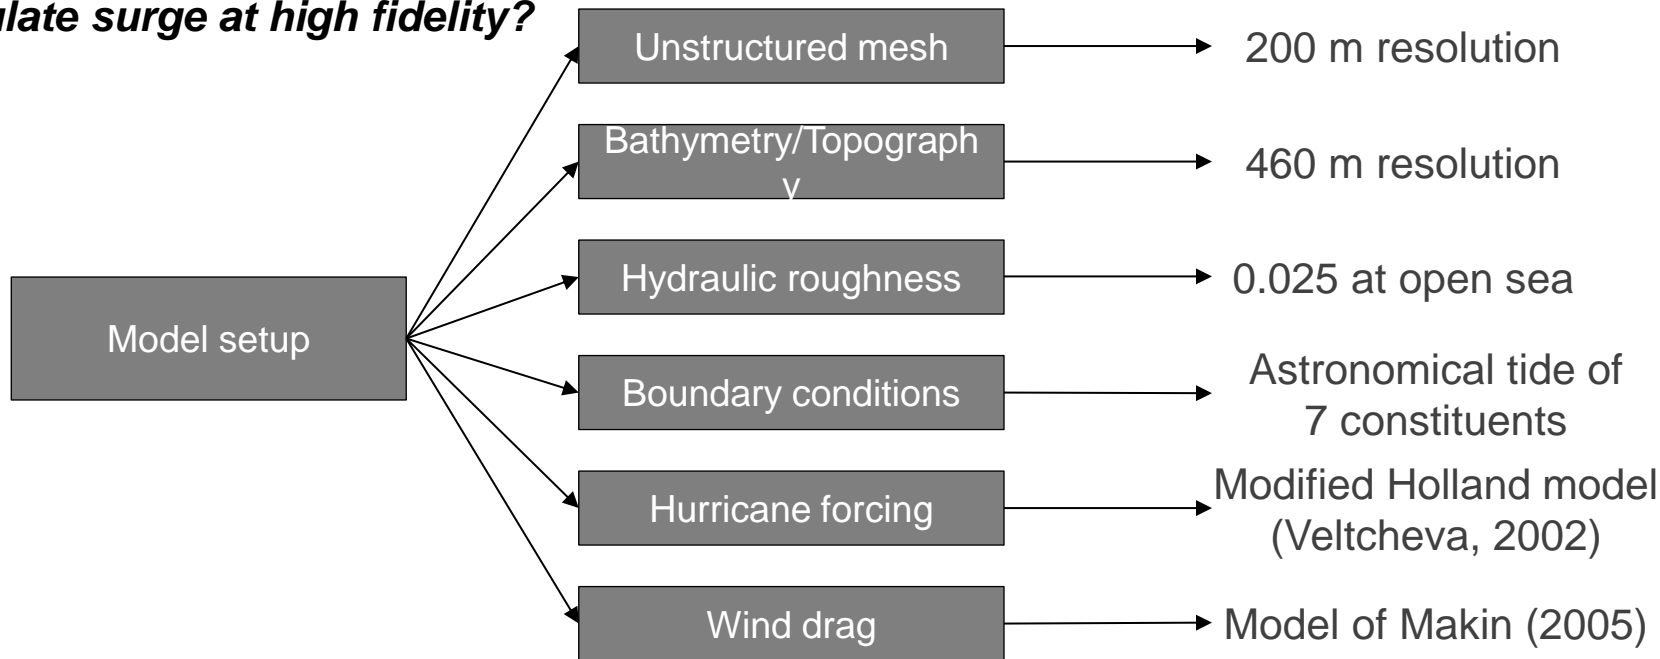 ulate surge at high fidelity?
Unstructured mesh
200 m resolution
Bathymetry/Topograph
y
460 m resolution
Hydraulic roughness
0.025 at open sea
Model setup
Boundary conditions
Astronomical tide of
7 constituents
Hurricane forcing
Modified Holland model
(Veltcheva, 2002)
Wind drag
Model of Makin (2005)